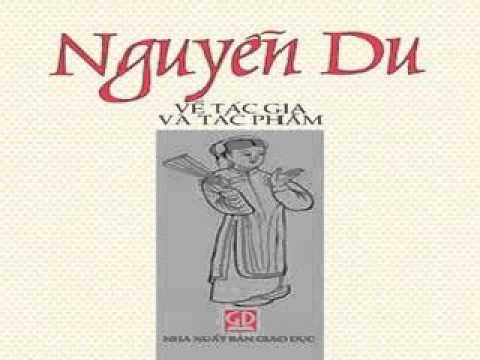 Nguyễn Du
VỀ TÁC GIA
VÀ TÁC PHẨM
GD
NHÀ XUẤT BẢN GIÁO DỤC